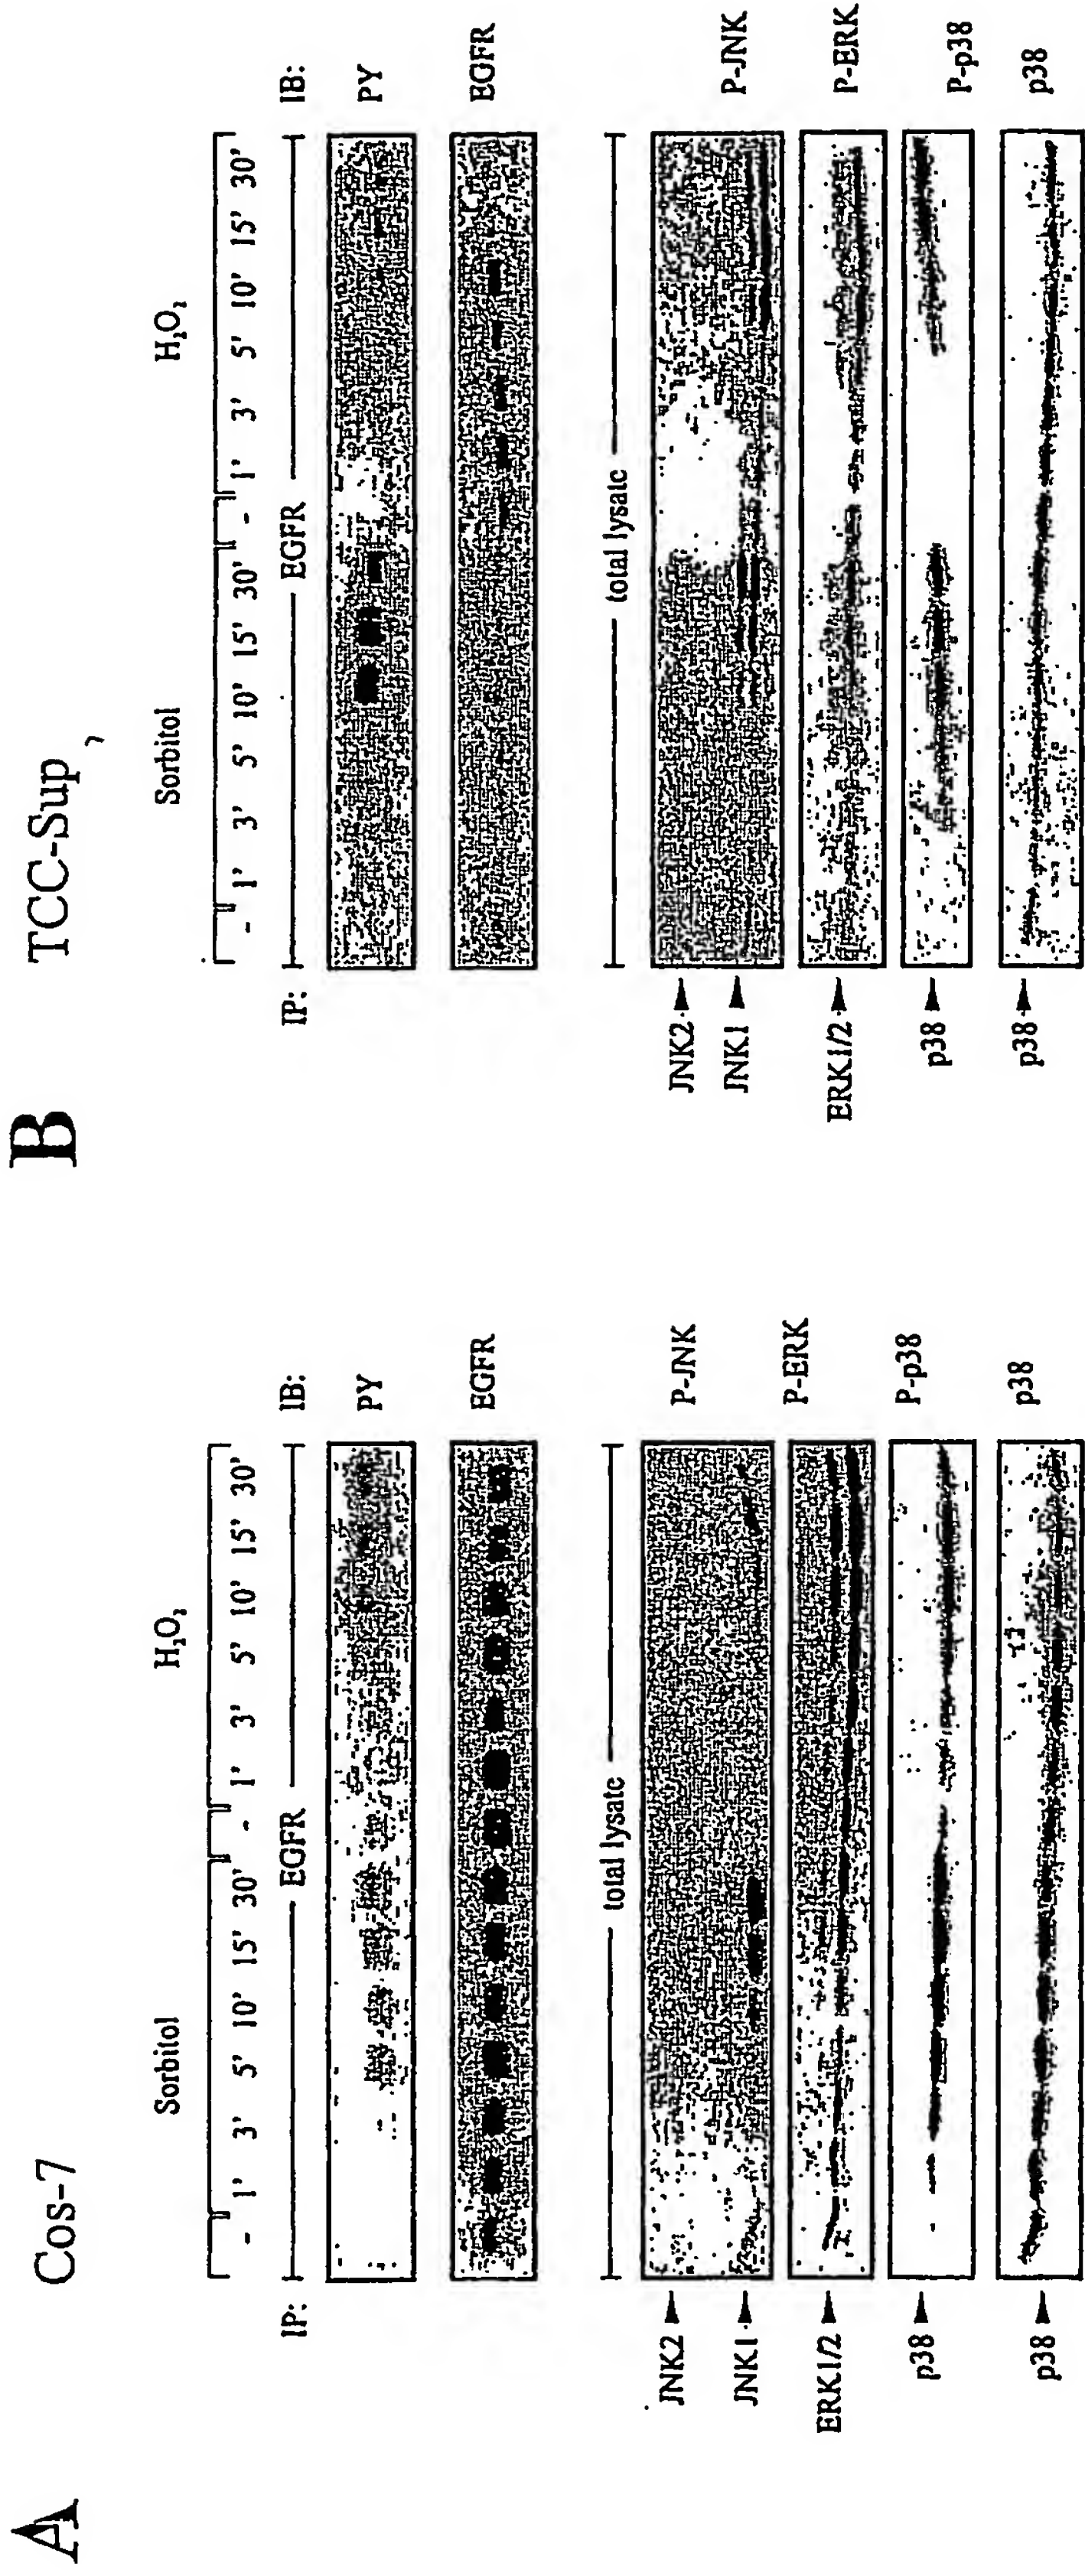 A
Cos-7
Sorbitol
H₂O₂
- 1' 3' 5' 10' 15' 30' - 1' 3' 5' 10' 15' 30'
IP: EGFR IB:
PY
EGFR
total lysate
JNK2
JNK1
P-JNK
ERK1/2
P-ERK
p38
P-p38
p38
p38
B
TCC-Sup
Sorbitol
H₂O₂
- 1' 3' 5' 10' 15' 30' - 1' 3' 5' 10' 15' 30'
IP: EGFR IB:
PY
EGFR
total lysate
JNK2
JNK1
P-JNK
ERK1/2
P-ERK
p38
P-p38
p38
p38